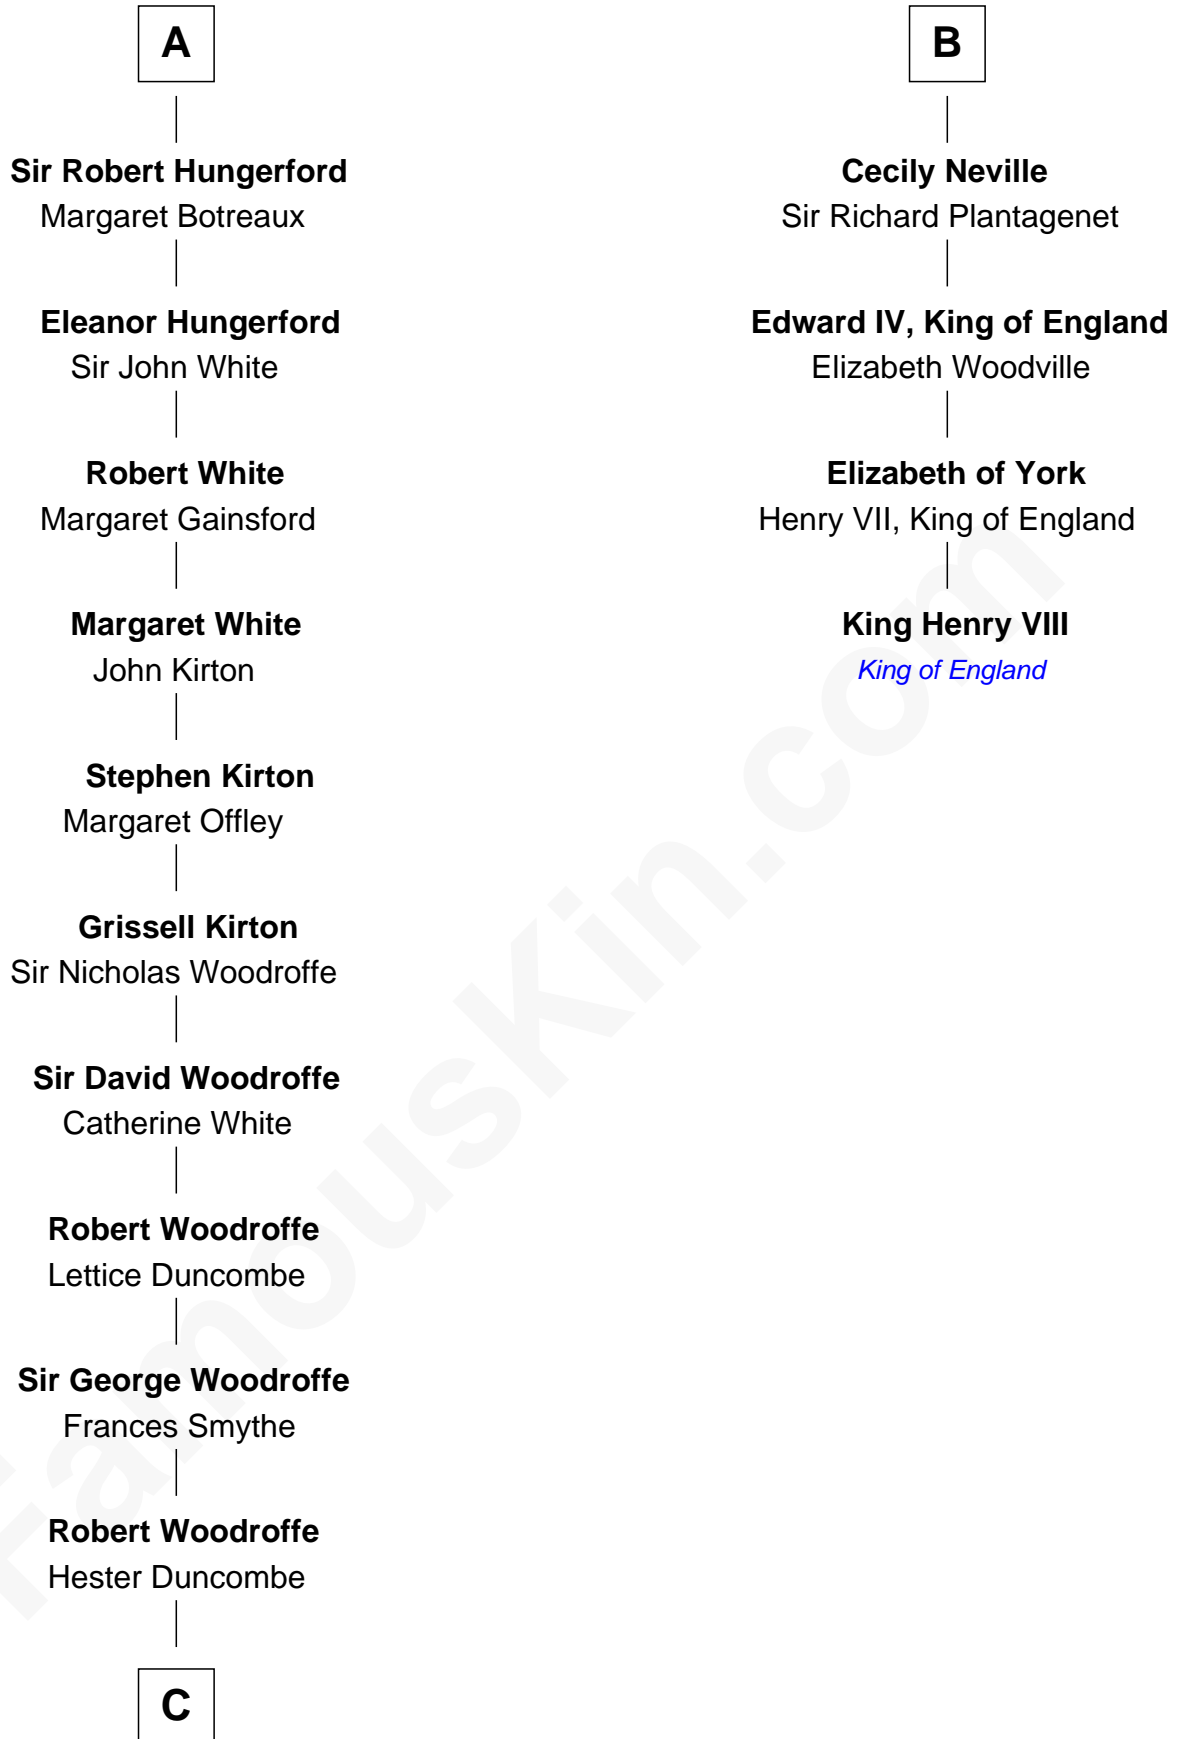 A
Sir Robert Hungerford
Margaret Botreaux
Eleanor Hungerford
Sir John White
Robert White
Margaret Gainsford
Margaret White
John Kirton
Stephen Kirton
Margaret Offley
Grissell Kirton
Sir Nicholas Woodroffe
Sir David Woodroffe
Catherine White
Robert Woodroffe
Lettice Duncombe
Sir George Woodroffe
Frances Smythe
Robert Woodroffe
Hester Duncombe
C
B
Cecily Neville
Sir Richard Plantagenet
Edward IV, King of England
Elizabeth Woodville
Elizabeth of York
Henry VII, King of England
King Henry VIII
King of England
FamousKin.com